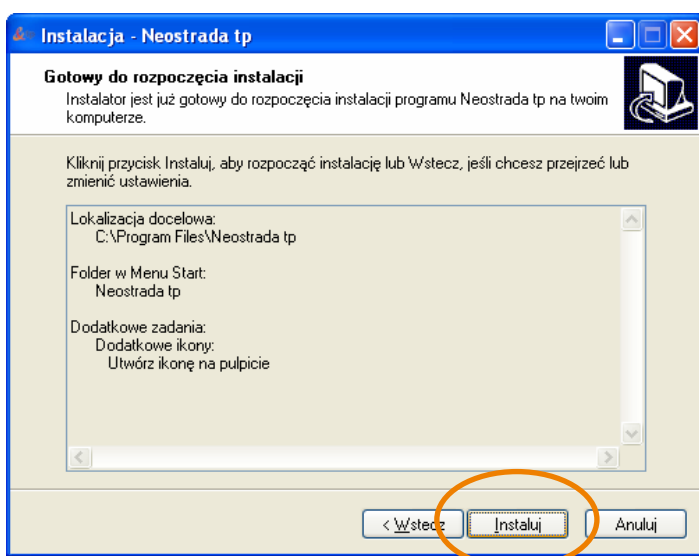 Instalacja - Neostrada tp
Gotowy do rozpoczęcia instalacji
Instalator jest już gotowy do rozpoczęcia instalacji programu Neostrada tp na twoim
komputerze.
Kliknij przycisk Instaluj, aby rozpocząć instalację lub Wstecz, jeśli chcesz przejrzeć lub
zmienić ustawienia.
Lokalizacja docelowa:
C:\Program Files\Neostrada tp
Folder w Menu Start:
Neostrada tp
Dodatkowe zadania:
Dodatkowe ikony:
Utwórz ikonę na pulpicie
< Wstecz Instaluj Anuluj